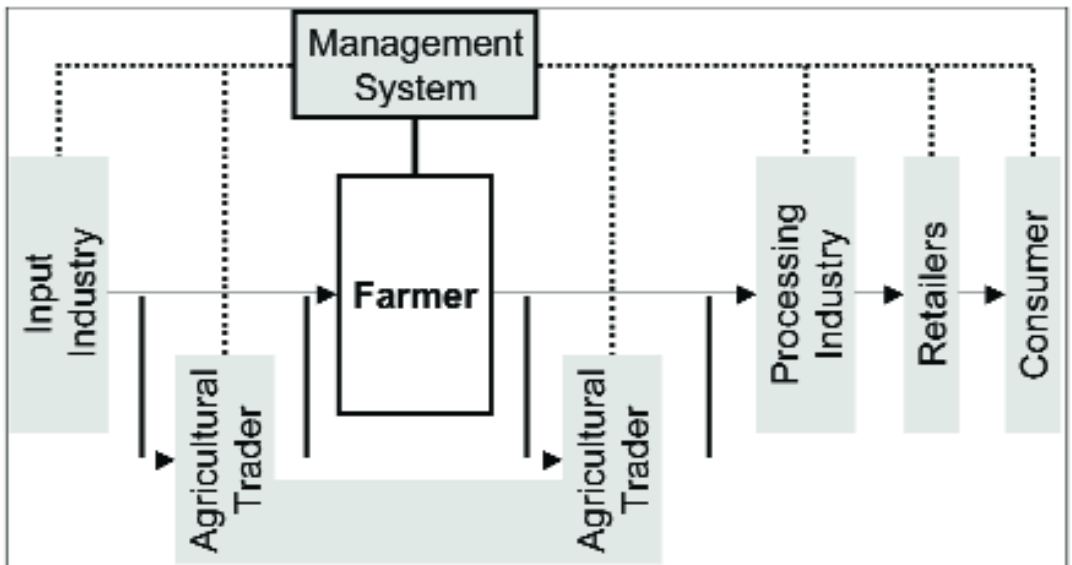 Management
System
Input
Industry
Agricultural
Trader
Farmer
Agricultural
Trader
Processing
Industry
Retailers
Consumer